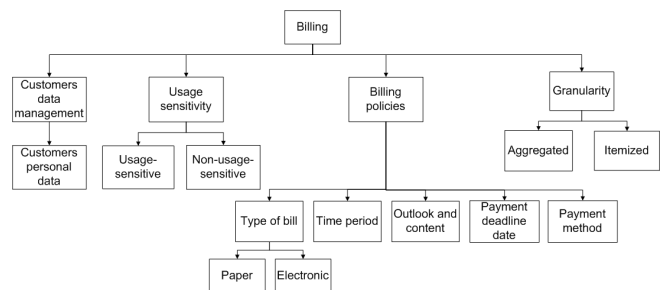 Billing
Customers
data
management
Usage
sensitivity
Billing
policies
Granularity
Customers
personal
data
Usage-
sensitive
Non-usage-
sensitive
Aggregated
Itemized
Type of bill
Time period
Outlook and
content
Payment
deadline
date
Payment
method
Paper
Electronic